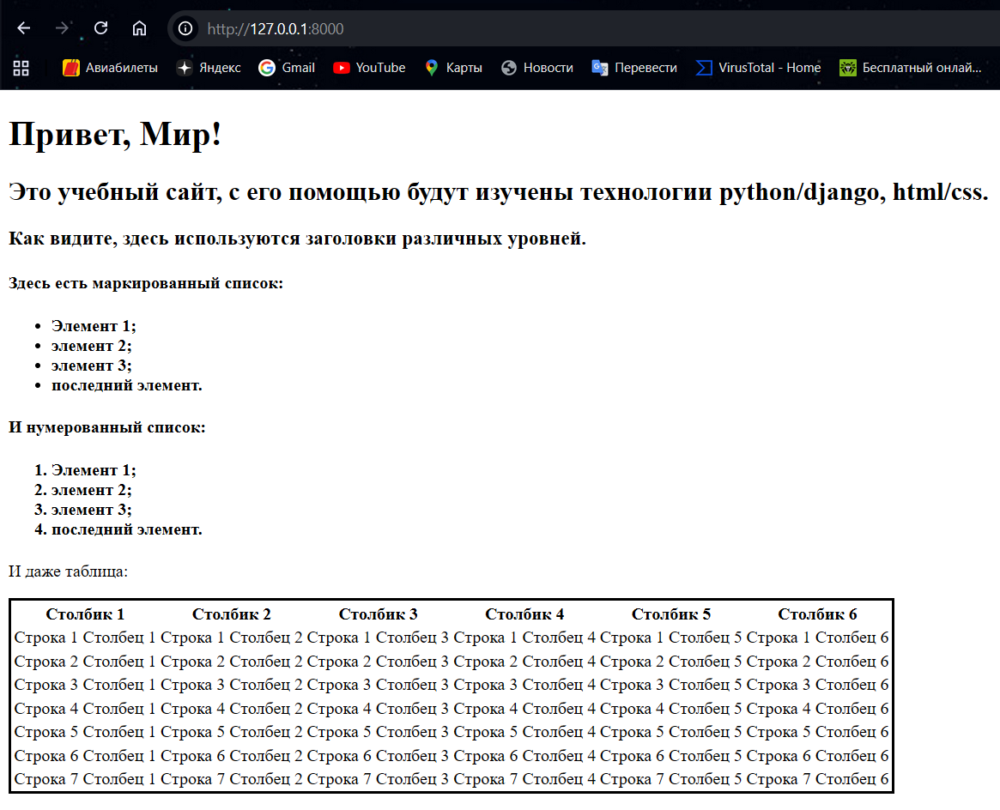 http://127.0.0.1:8000
Авиабилеты Яндекс Gmail YouTube Карты Новости Перевести VirusTotal - Home Бесплатный онлай...
Привет, Мир!
Это учебный сайт, с его помощью будут изучены технологии python/django, html/css.
Как видите, здесь используются заголовки различных уровней.
Здесь есть маркированный список:
• Элемент 1;
• элемент 2;
• элемент 3;
• последний элемент.
И нумерованный список:
1. Элемент 1;
2. элемент 2;
3. элемент 3;
4. последний элемент.
И даже таблица:
Столбик 1 Столбик 2 Столбик 3 Столбик 4 Столбик 5 Столбик 6
Строка 1 Столбец 1 Строка 1 Столбец 2 Строка 1 Столбец 3 Строка 1 Столбец 4 Строка 1 Столбец 5 Строка 1 Столбец 6
Строка 2 Столбец 1 Строка 2 Столбец 2 Строка 2 Столбец 3 Строка 2 Столбец 4 Строка 2 Столбец 5 Строка 2 Столбец 6
Строка 3 Столбец 1 Строка 3 Столбец 2 Строка 3 Столбец 3 Строка 3 Столбец 4 Строка 3 Столбец 5 Строка 3 Столбец 6
Строка 4 Столбец 1 Строка 4 Столбец 2 Строка 4 Столбец 3 Строка 4 Столбец 4 Строка 4 Столбец 5 Строка 4 Столбец 6
Строка 5 Столбец 1 Строка 5 Столбец 2 Строка 5 Столбец 3 Строка 5 Столбец 4 Строка 5 Столбец 5 Строка 5 Столбец 6
Строка 6 Столбец 1 Строка 6 Столбец 2 Строка 6 Столбец 3 Строка 6 Столбец 4 Строка 6 Столбец 5 Строка 6 Столбец 6
Строка 7 Столбец 1 Строка 7 Столбец 2 Строка 7 Столбец 3 Строка 7 Столбец 4 Строка 7 Столбец 5 Строка 7 Столбец 6